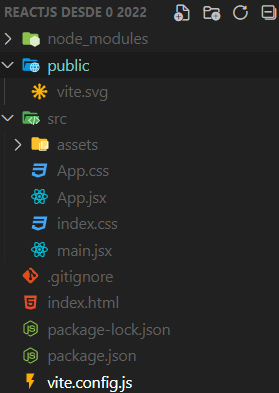 REACTJS DESDE 0 2022
node_modules
public
vite.svg
src
assets
App.css
App.jsx
index.css
main.jsx
.gitignore
index.html
package-lock.json
package.json
vite.config.js